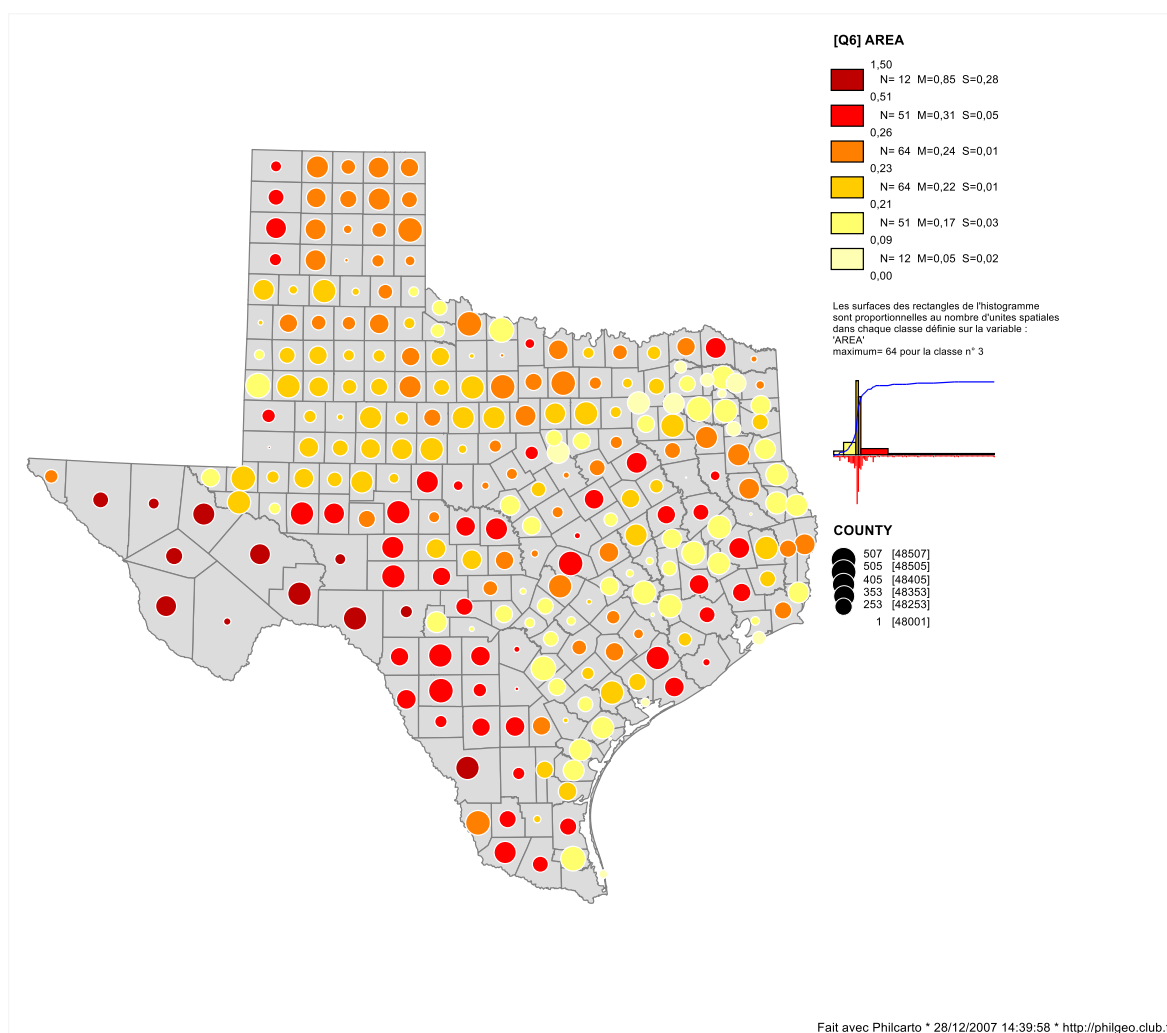 [Q6] AREA
1,50
N= 12 M=0,85 S=0,28
0,51
N= 51 M=0,31 S=0,05
0,26
N= 64 M=0,24 S=0,01
0,23
N= 64 M=0,22 S=0,01
0,21
N= 51 M=0,17 S=0,03
0,09
N= 12 M=0,05 S=0,02
0,00
Les surfaces des rectangles de l'histogramme
sont proportionnelles au nombre d'unites spatiales
dans chaque classe définie sur la variable :
'AREA'
maximum= 64 pour la classe n° 3
COUNTY
507 [48507]
505 [48505]
405 [48405]
353 [48353]
253 [48253]
1 [48001]
Fait avec Philcarto * 28/12/2007 14:39:58 * http://philgeo.club.